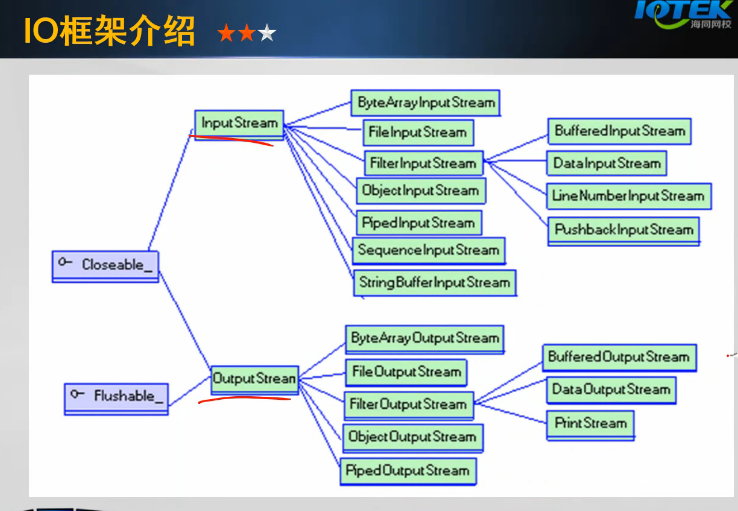 IO框架介绍
IOTEK
海同网校
InputStream
ByteArrayInputStream
FileInputStream
FilterInputStream
ObjectInputStream
PipedInputStream
SequenceInputStream
StringBufferInputStream
BufferedInputStream
DataInputStream
LineNumberInputStream
PushbackInputStream
Closeable_
Flushable_
OutputStrean
ByteArrayOutputStream
FileOutputStream
FilterOutputStream
ObjectOutputStream
PipedOutputStream
BufferedOutputStream
DataOutputStream
PrintStream